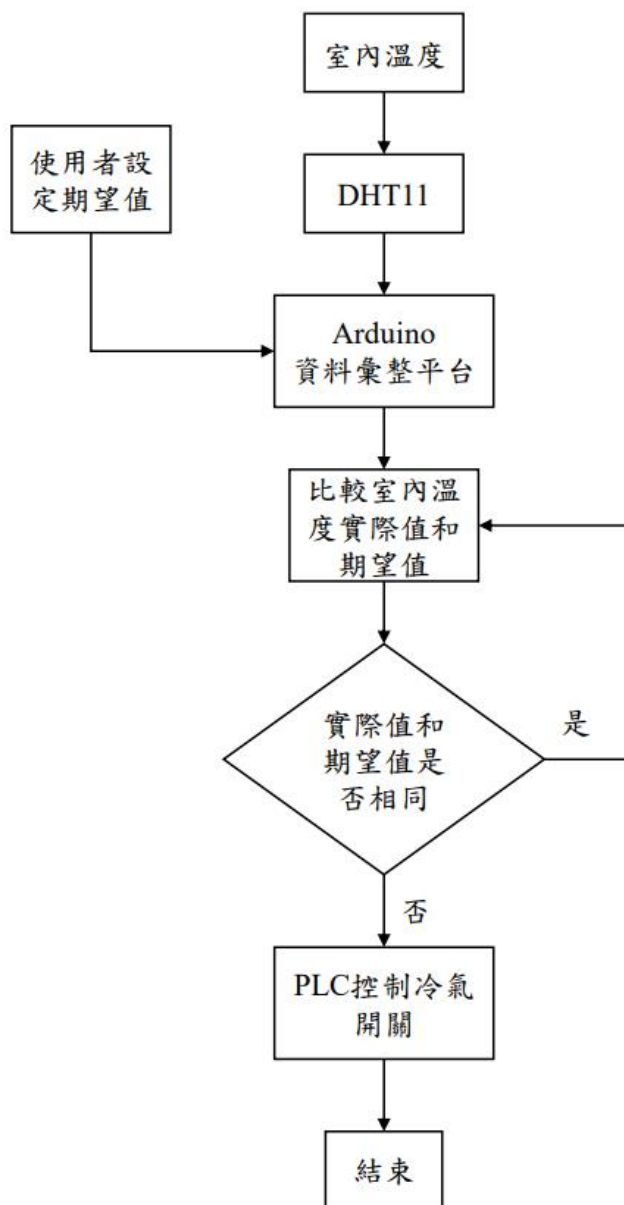 室內溫度
使用者設
定期望值
DHT11
Arduino
資料彙整平台
比較室內溫
度實際值和
期望值
實際值和
期望值是
否相同
是
否
PLC控制冷氣
開關
結束